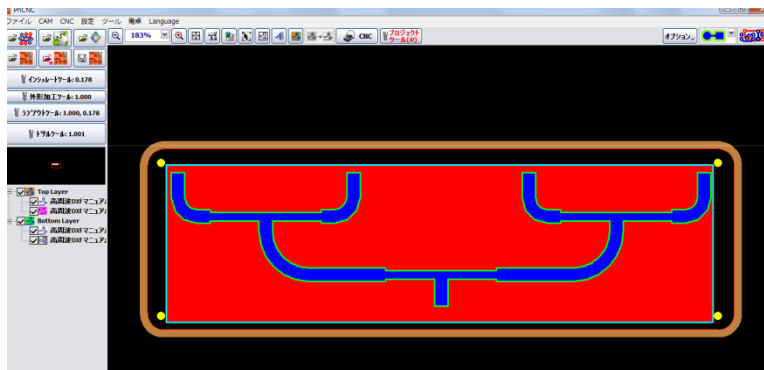 PhCNC
ファイル CAM CNC 設定 ツール 電卓 Language
183% CNC プロジェクト オプション
ツール(41)
インシュレートツール: 0.178
外形加工ツール: 1.000
ラブアウトツール: 1.000, 0.178
ドリルツール: 1.001
Top Layer
高周波DXFマニュアル
高周波DXFマニュアル
Bottom Layer
高周波DXFマニュアル
高周波DXFマニュアル